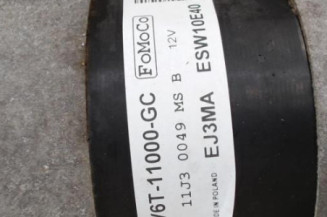 V6T-11000-GC FoMoCo
11J3 0049 MS B 12V
EJ3MA ESW10E40
MADE IN POLAND